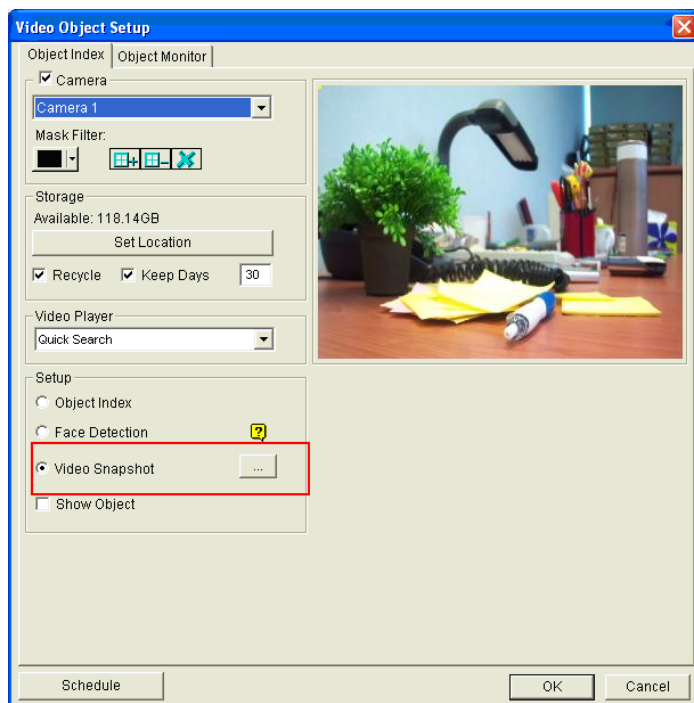 Video Object Setup
Object Index Object Monitor
Camera
Camera 1
Mask Filter:
Storage
Available: 118.14GB
Set Location
Recycle Keep Days 30
Video Player
Quick Search
Setup
Object Index
Face Detection ?
Video Snapshot ...
Show Object
Schedule OK Cancel